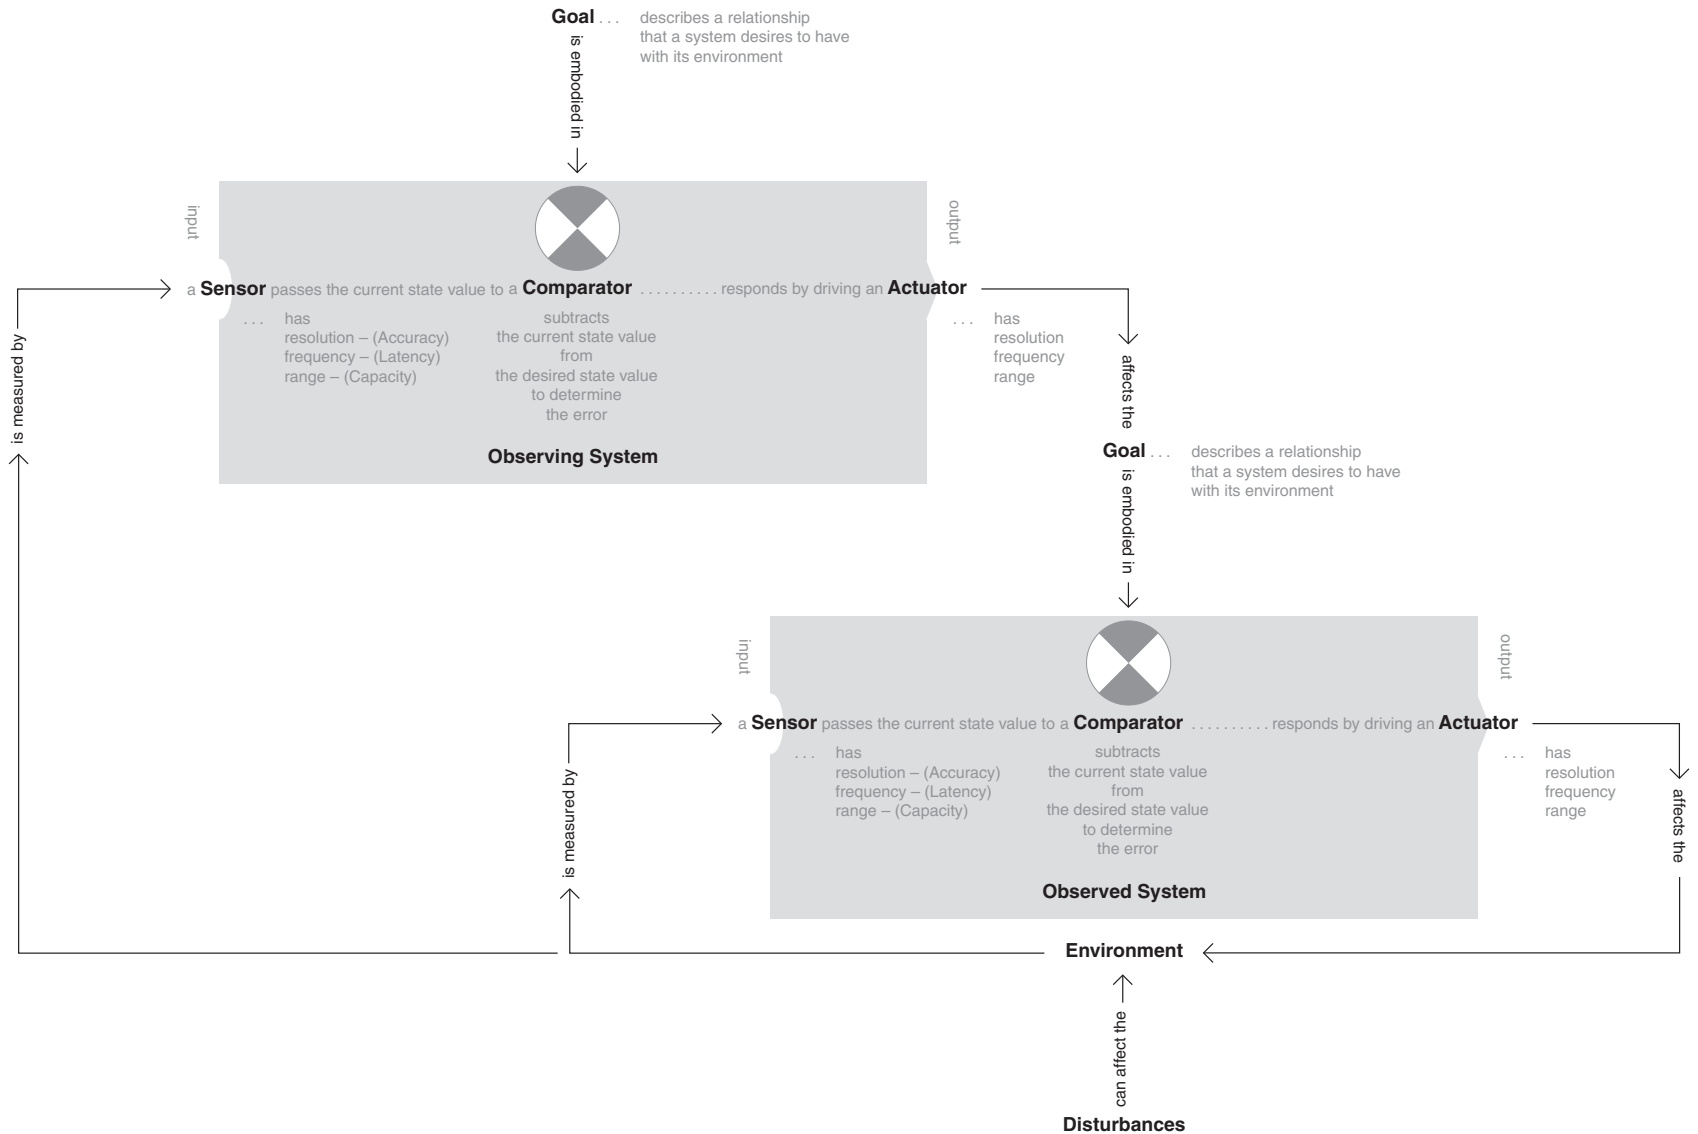 Goal . . . describes a relationship
that a system desires to have
with its environment
is embodied in
input
output
a Sensor passes the current state value to a Comparator . . . . . . . . . . responds by driving an Actuator
. . . has
resolution – (Accuracy)
frequency – (Latency)
range – (Capacity)
subtracts
the current state value
from
the desired state value
to determine
the error
. . . has
resolution
frequency
range
Observing System
is measured by
affects the
Goal . . . describes a relationship
that a system desires to have
with its environment
is embodied in
input
output
a Sensor passes the current state value to a Comparator . . . . . . . . . . responds by driving an Actuator
. . . has
resolution – (Accuracy)
frequency – (Latency)
range – (Capacity)
subtracts
the current state value
from
the desired state value
to determine
the error
. . . has
resolution
frequency
range
Observed System
is measured by
affects the
Environment
can affect the
Disturbances